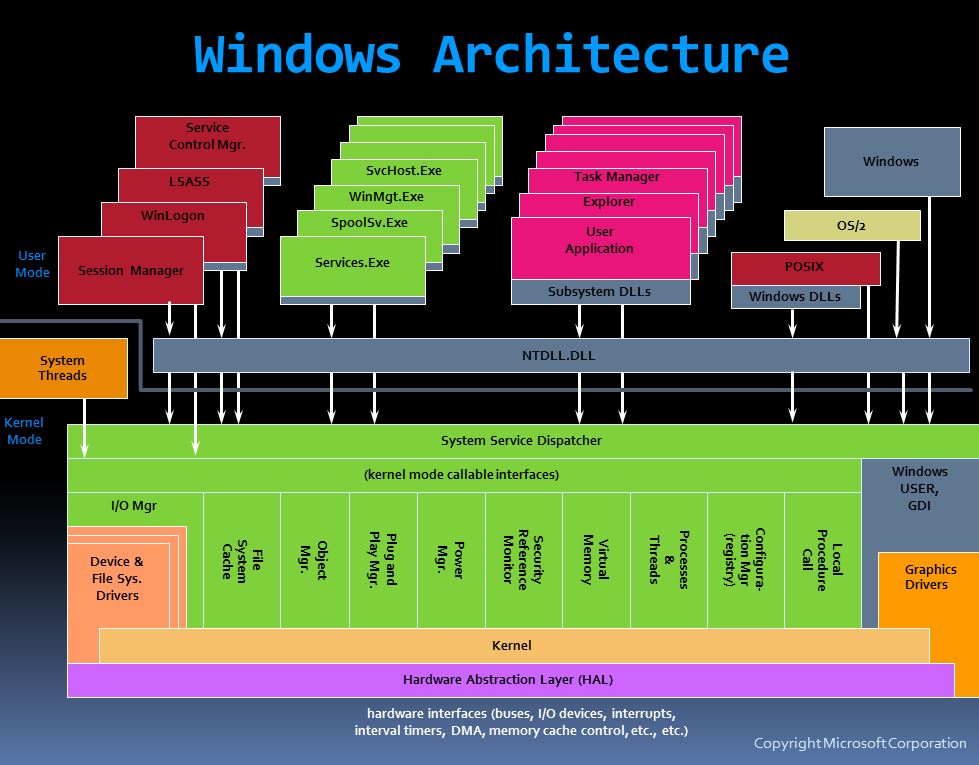 Windows Architecture
Service
Control Mgr.
LSASS
WinLogon
Session Manager
SvcHost.Exe
WinMgt.Exe
SpoolSv.Exe
Services.Exe
Task Manager
Explorer
User
Application
Subsystem DLLs
Windows
OS/2
POSIX
Windows DLLs
User
Mode
NTDLL.DLL
System
Threads
Kernel
Mode
System Service Dispatcher
(kernel mode callable interfaces)
Windows
USER,
GDI
I/O Mgr
Device &
File Sys.
Drivers
File
System
Cache
Object
Mgr.
Plug and
Play Mgr.
Power
Mgr.
Security
Reference
Monitor
Virtual
Memory
Processes
&
Threads
Configura-
tion Mgr
(registry)
Local
Procedure
Call
Graphics
Drivers
Kernel
Hardware Abstraction Layer (HAL)
hardware interfaces (buses, I/O devices, interrupts,
interval timers, DMA, memory cache control, etc., etc.)
Copyright Microsoft Corporation